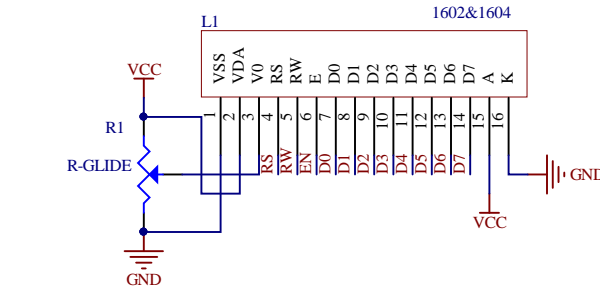 L1
1602&1604
VSS
VDA
V0
RS
RW
E
D0
D1
D2
D3
D4
D5
D6
D7
A
K
1
2
3
4
5
6
7
8
9
10
11
12
13
14
15
16
VCC
R1
R-GLIDE
RS
RW
EN
D0
D1
D2
D3
D4
D5
D6
D7
GND
VCC
GND